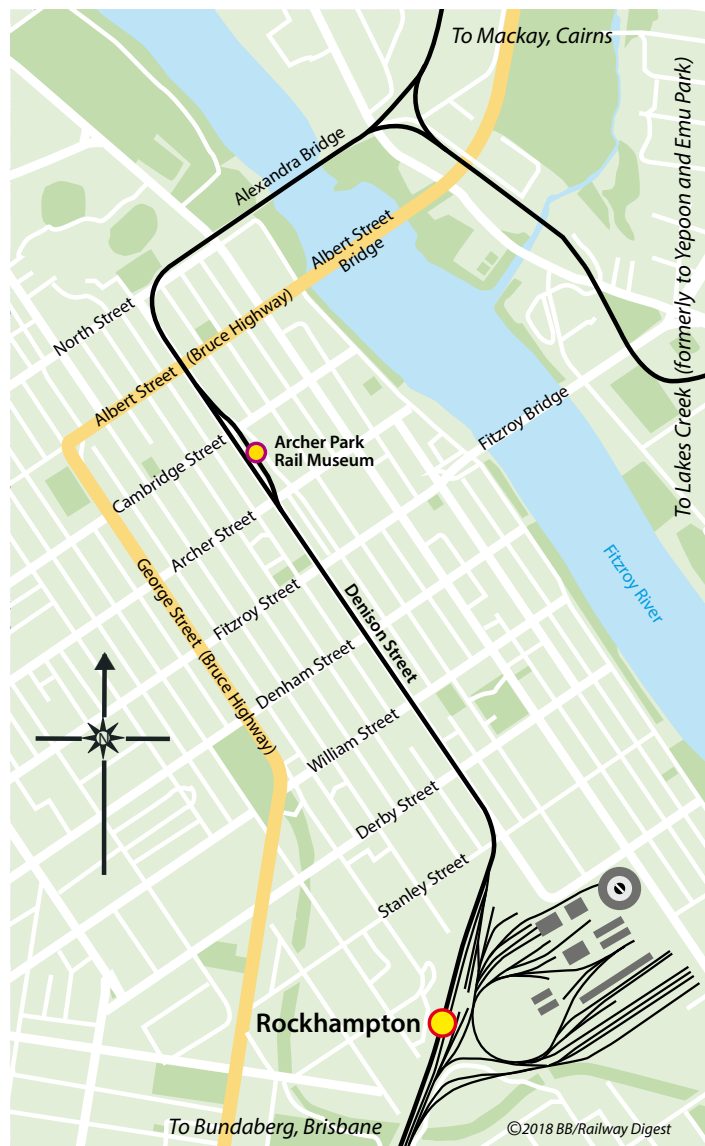 To Mackay, Cairns
To Lakes Creek (formerly to Yepoon and Emu Park)
Alexandra Bridge
Albert Street
Bridge
North Street
(Bruce Highway)
Albert Street
Fitzroy Bridge
Archer Park
Rail Museum
Cambridge Street
Archer Street
Fitzroy River
George Street (Bruce Highway)
Fitzroy Street
Denison Street
Denham Street
N
William Street
Derby Street
Stanley Street
Rockhampton
To Bundaberg, Brisbane
©2018 BB/Railway Digest